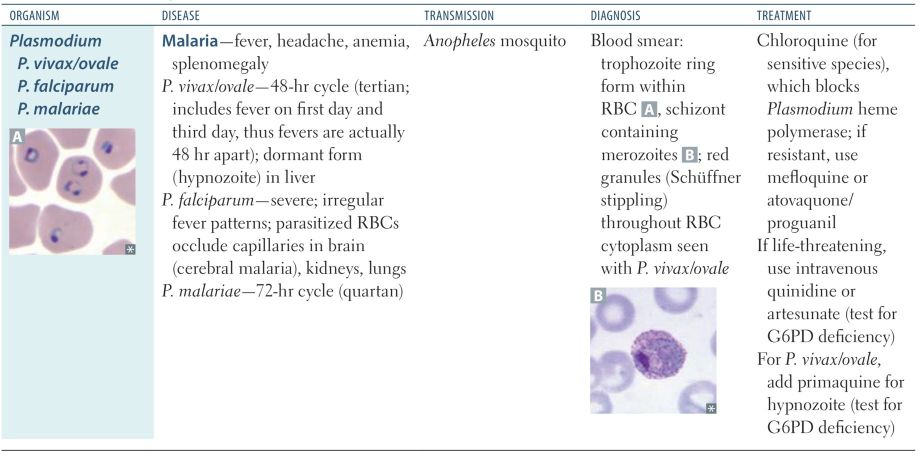 ORGANISM
DISEASE
TRANSMISSION
DIAGNOSIS
TREATMENT
Plasmodium
P. vivax/ovale
P. falciparum
P. malariae
A
*
Malaria—fever, headache, anemia,
splenomegaly
P. vivax/ovale—48-hr cycle (tertian;
includes fever on first day and
third day, thus fevers are actually
48 hr apart); dormant form
(hypnozoite) in liver
P. falciparum—severe; irregular
fever patterns; parasitized RBCs
occlude capillaries in brain
(cerebral malaria), kidneys, lungs
P. malariae—72-hr cycle (quartan)
Anopheles mosquito
Blood smear:
trophozoite ring
form within
RBC A, schizont
containing
merozoites B; red
granules (Schüffner
stippling)
throughout RBC
cytoplasm seen
with P. vivax/ovale
B
*
Chloroquine (for
sensitive species),
which blocks
Plasmodium heme
polymerase; if
resistant, use
mefloquine or
atovaquone/
proguanil
If life-threatening,
use intravenous
quinidine or
artesunate (test for
G6PD deficiency)
For P. vivax/ovale,
add primaquine for
hypnozoite (test for
G6PD deficiency)